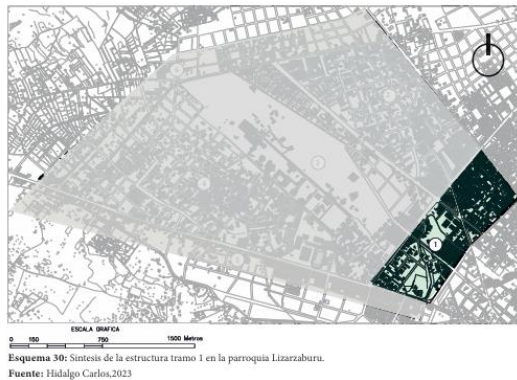 1
ESCALA GRAFICA
0 150 750 1500 Metros
Esquema 30: Síntesis de la estructura tramo 1 en la parroquia Lizarzaburu.
Fuente: Hidalgo Carlos,2023